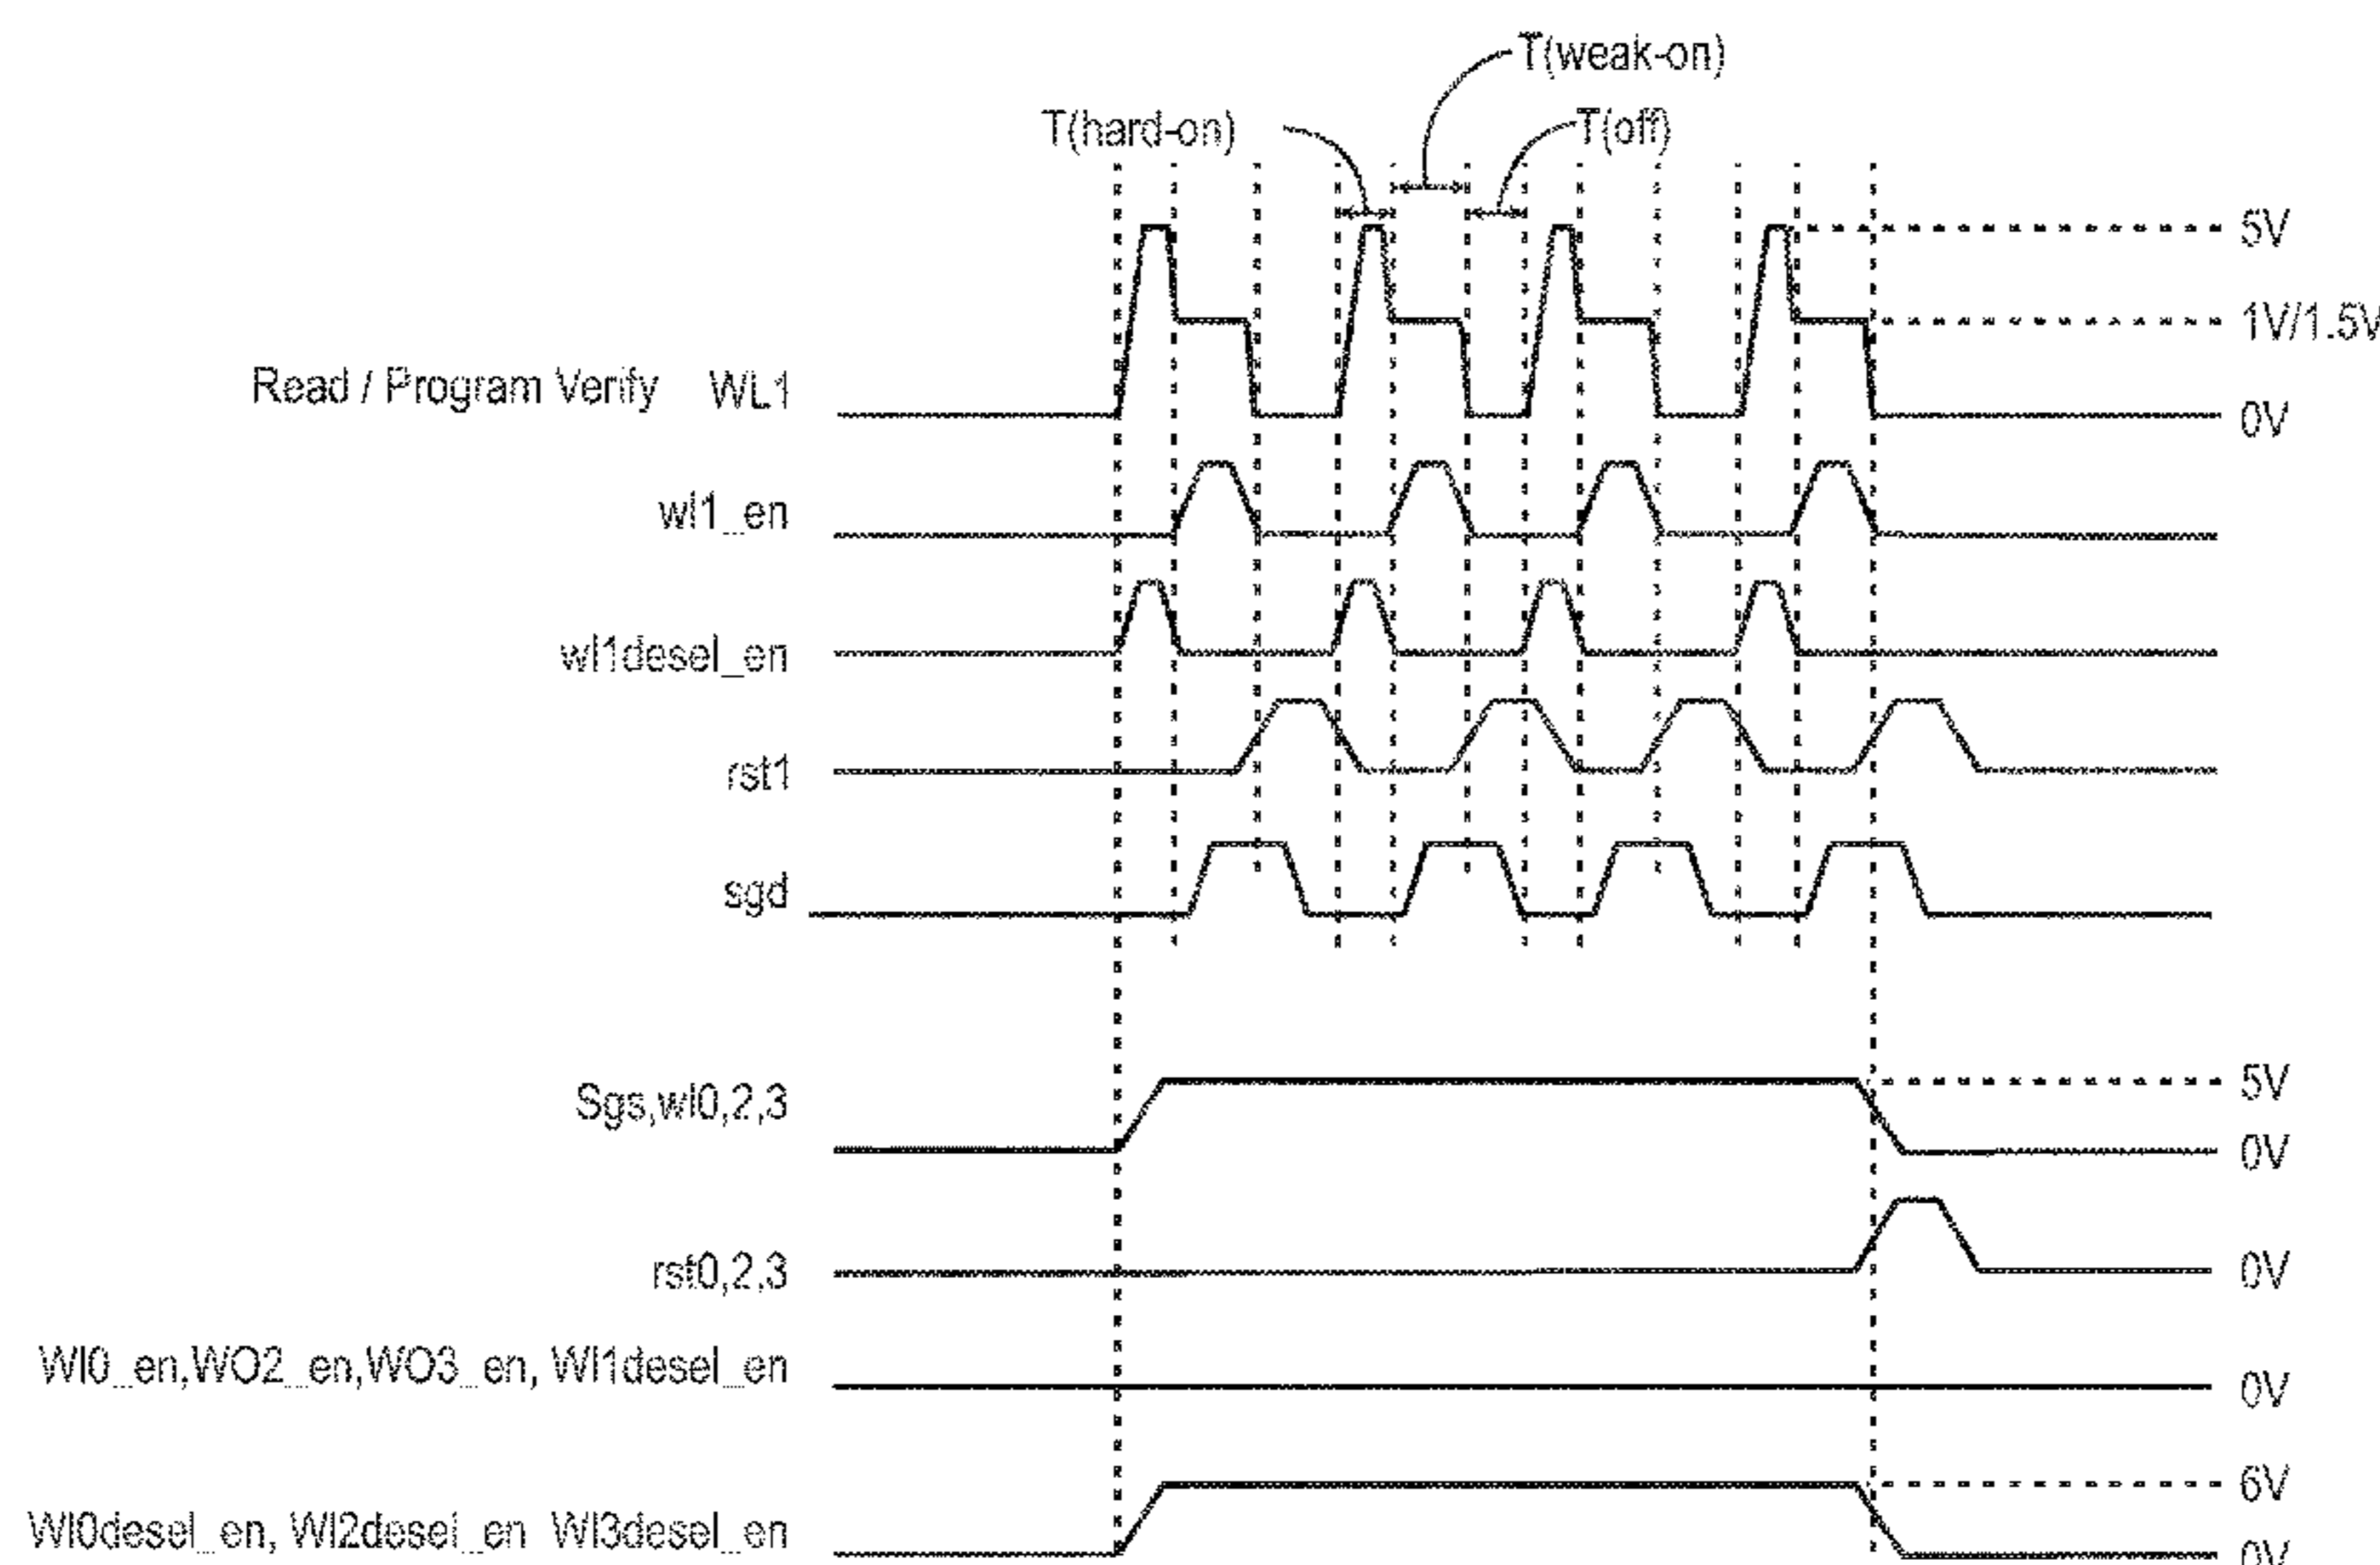 T(weak-on)
T(hard-on)
T(off)
5V
1V/1.5V
Read / Program Verify WL1
0V
wl1_en
wl1desel_en
rst1
sgd
5V
Sgs,wl0,2,3
0V
rst0,2,3
0V
Wl0_en,WO2_en,WO3_en, Wl1desel_en
0V
6V
Wl0desel_en, Wl2desel_en Wl3desel_en
0V